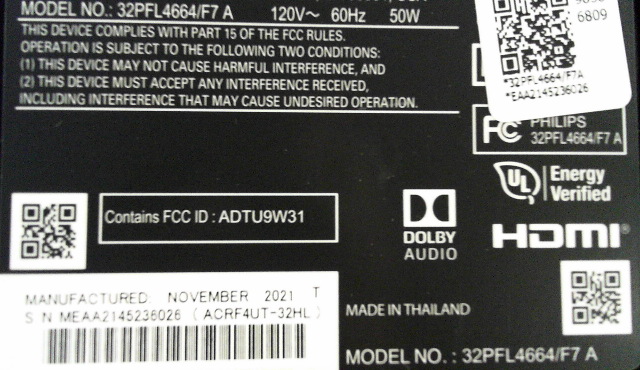 MODEL NO.: 32PFL4664/F7 A 120V～ 60Hz 50W
THIS DEVICE COMPLIES WITH PART 15 OF THE FCC RULES.
OPERATION IS SUBJECT TO THE FOLLOWING TWO CONDITIONS:
(1) THIS DEVICE MAY NOT CAUSE HARMFUL INTERFERENCE, AND
(2) THIS DEVICE MUST ACCEPT ANY INTERFERENCE RECEIVED,
INCLUDING INTERFERENCE THAT MAY CAUSE UNDESIRED OPERATION.
6809
*32PFL4664/F7A
*EAA2145236026
FC PHILIPS
32PFL4664/F7 A
UL Energy
Verified
Contains FCC ID : ADTU9W31
DOLBY
AUDIO
HDMI
MANUFACTURED: NOVEMBER 2021 T
S N MEAA2145236026 (ACRF4UT-32HL)
MADE IN THAILAND
MODEL NO. : 32PFL4664/F7 A